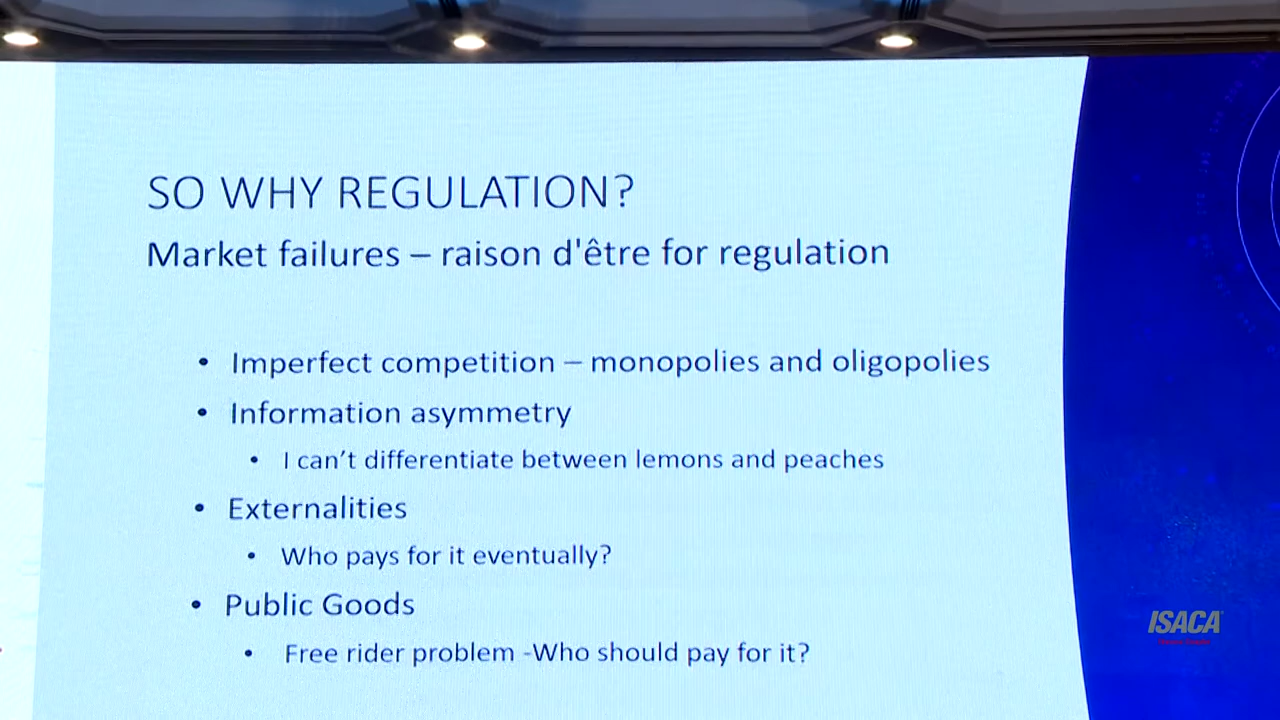 SO WHY REGULATION?
Market failures – raison d'être for regulation
• Imperfect competition – monopolies and oligopolies
• Information asymmetry
• I can't differentiate between lemons and peaches
• Externalities
• Who pays for it eventually?
• Public Goods
• Free rider problem -Who should pay for it?
ISACA